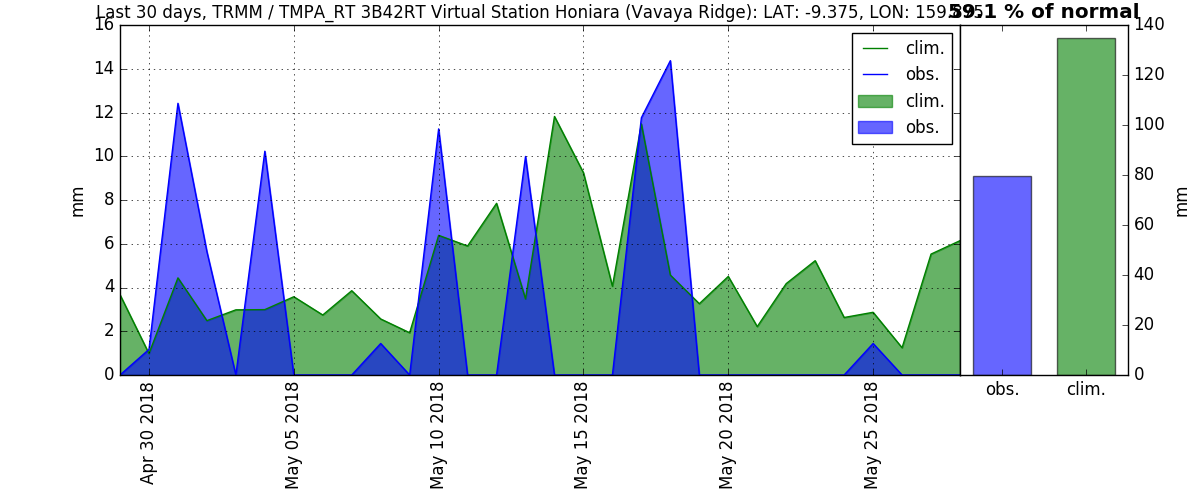 Last 30 days, TRMM / TMPA_RT 3B42RT Virtual Station Honiara (Vavaya Ridge): LAT: -9.375, LON:
59.1 % of normal
16
14
12
10
8
6
4
2
0
mm
clim.
obs.
clim.
obs.
Apr 30 2018
May 05 2018
May 10 2018
May 15 2018
May 20 2018
May 25 2018
140
120
100
80
60
40
20
0
mm
obs.
clim.